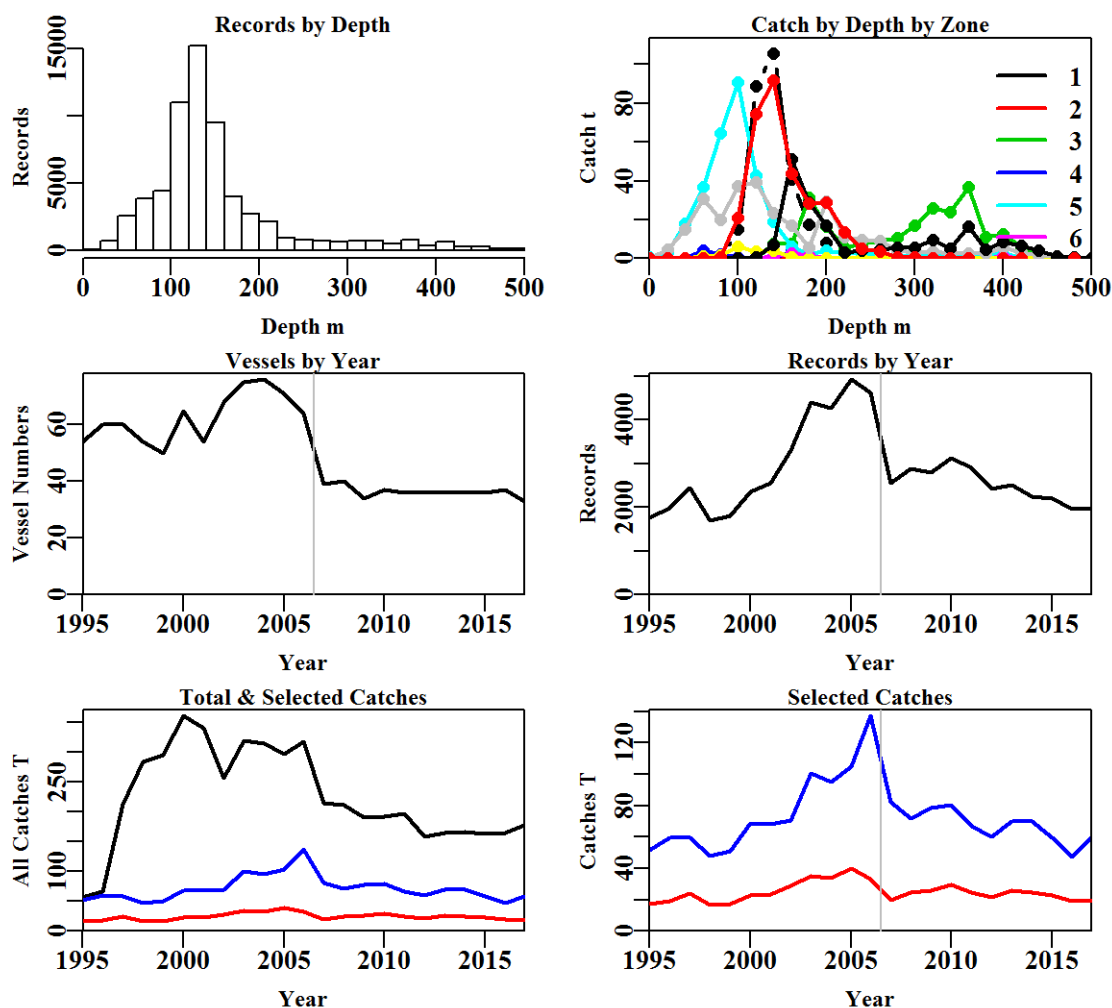 Records by Depth
Records
0 5000 15000
0 100 200 300 400 500
Depth m
Catch by Depth by Zone
Catch t
0 40 80
1
2
3
4
5
6
0 100 200 300 400 500
Depth m
Vessels by Year
Vessel Numbers
0 20 40 60
1995 2000 2005 2010 2015
Year
Records by Year
Records
0 2000 4000
1995 2000 2005 2010 2015
Year
Total & Selected Catches
All Catches T
0 100 250
1995 2000 2005 2010 2015
Year
Selected Catches
Catches T
0 40 80 120
1995 2000 2005 2010 2015
Year